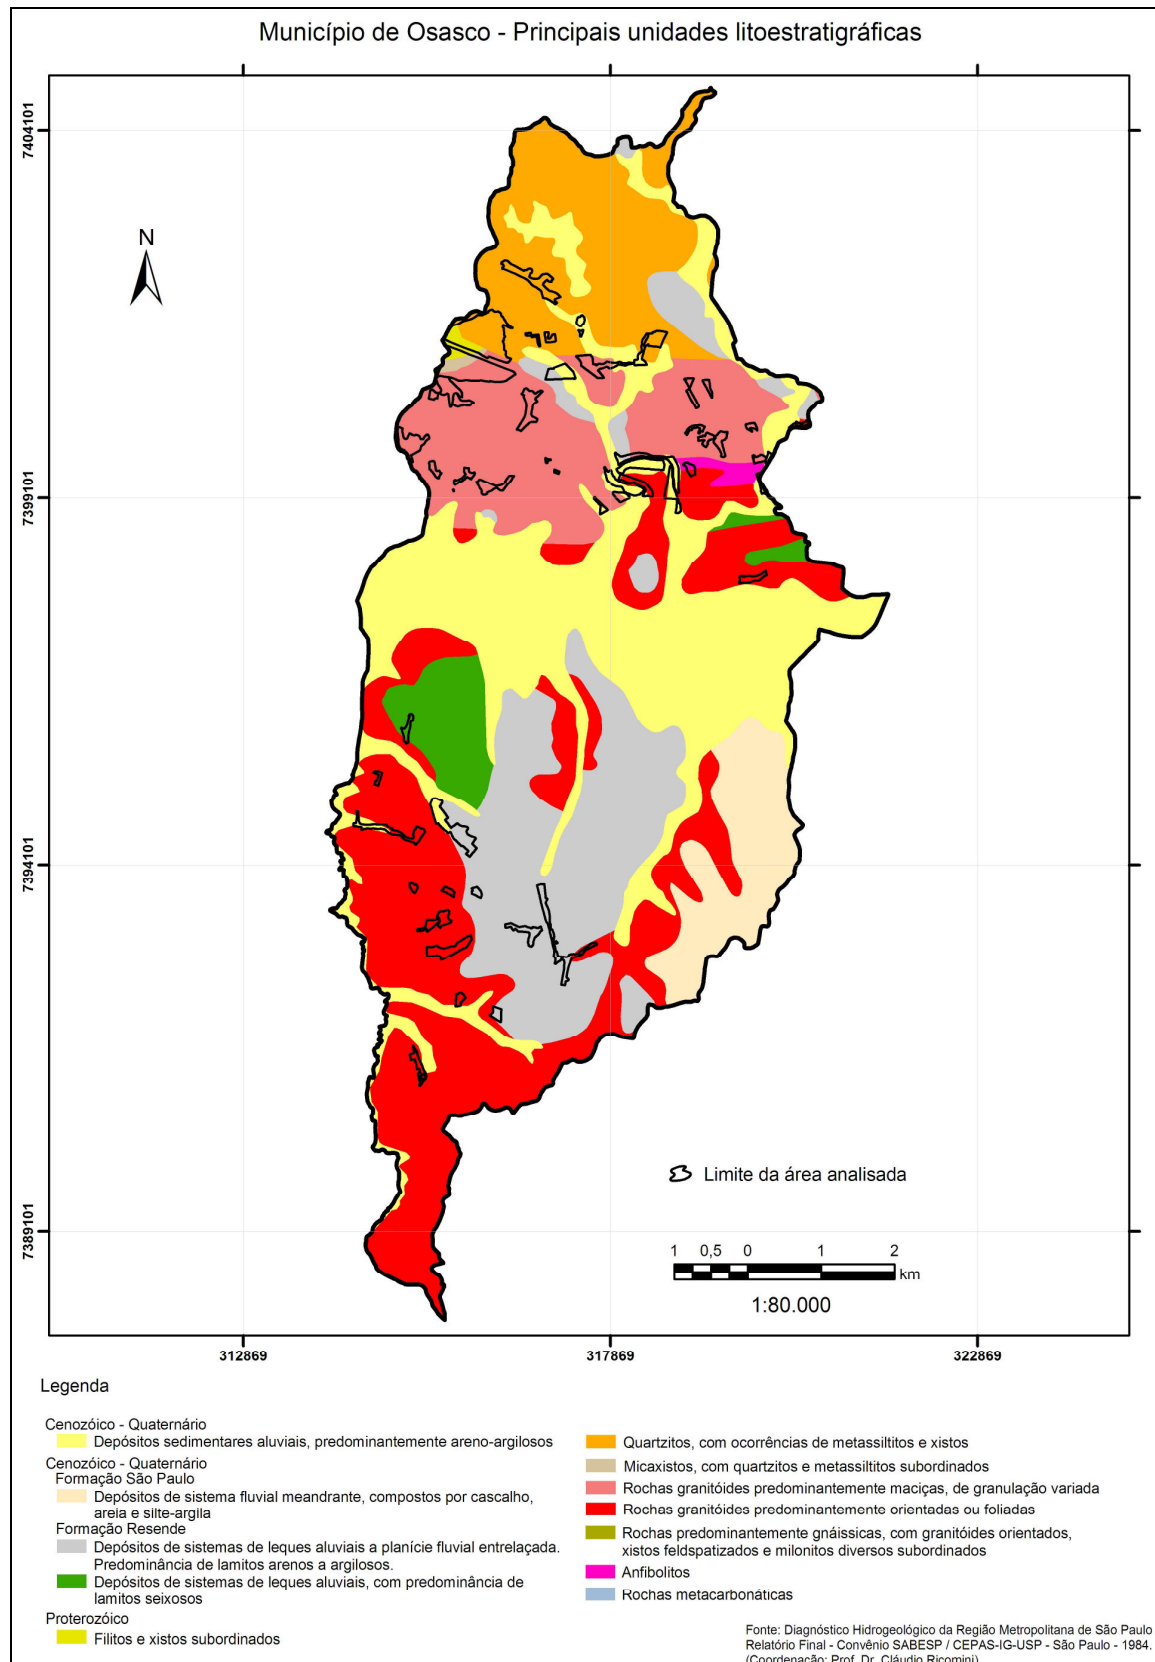 Município de Osasco - Principais unidades litoestratigráficas
7404101
N
7399101
7394101
Limite da área analisada
7389101
1 0,5 0 1 2
km
1:80.000
312869 317869 322869
Legenda
Cenozóico - Quaternário
Depósitos sedimentares aluviais, predominantemente areno-argilosos
Cenozóico - Quaternário
Formação São Paulo
Depósitos de sistema fluvial meandrante, compostos por cascalho,
areia e silte-argila
Formação Resende
Depósitos de sistemas de leques aluviais a planície fluvial entrelaçada.
Predominância de lamitos arenos a argilosos.
Depósitos de sistemas de leques aluviais, com predominância de
lamitos seixosos
Proterozóico
Filitos e xistos subordinados
Quartzitos, com ocorrências de metassiltitos e xistos
Micaxistos, com quartzitos e metassiltitos subordinados
Rochas granitóides predominantemente maciças, de granulação variada
Rochas granitóides predominantemente orientadas ou foliadas
Rochas predominantemente gnáissicas, com granitóides orientados,
xistos feldspatizados e milonitos diversos subordinados
Anfibolitos
Rochas metacarbonáticas
Fonte: Diagnóstico Hidrogeológico da Região Metropolitana de São Paulo
Relatório Final - Convênio SABESP / CEPAS-IG-USP - São Paulo - 1984.
(Coordenação: Prof. Dr. Cláudio Ricomini)